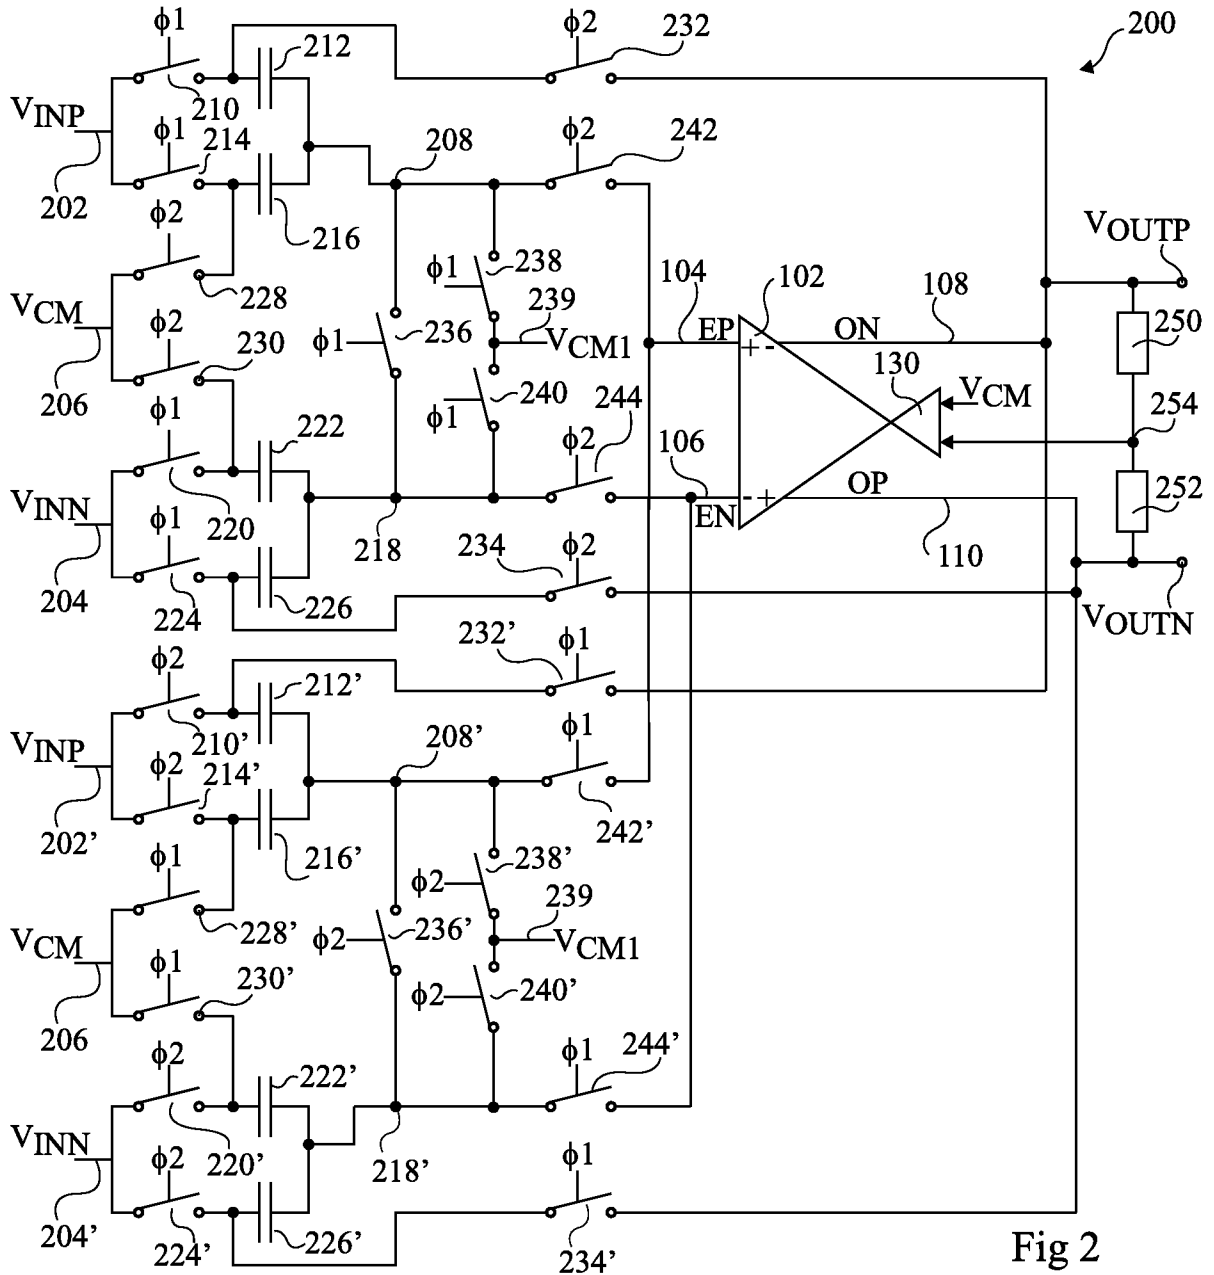 ϕ1
212
ϕ2
232
200
VINP
210
ϕ1
214
208
ϕ2
242
202
ϕ2
216
VOUTP
ϕ1
238
104
102
108
228
239
VCM
ϕ2
230
ϕ1
236
VCM1
EP
+
-
ON
250
130
206
ϕ1
240
244
VCM
ϕ1
222
ϕ2
106
254
VINN
220
ϕ1
218
234
ϕ2
EN
-
+
OP
252
204
224
226
110
VOUTN
ϕ2
212’
232’
ϕ1
VINP
210’
ϕ2
214’
208’
ϕ1
202’
ϕ1
216’
242’
238’
ϕ2
239
228’
VCM
ϕ1
230’
ϕ2
236’
VCM1
206
ϕ2
240’
ϕ2
222’
ϕ1
244’
VINN
220’
ϕ2
218’
ϕ1
204’
224’
226’
234’
Fig 2